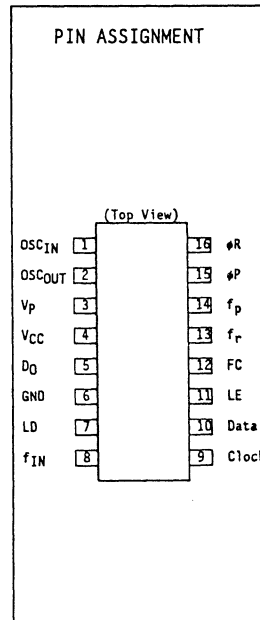 PIN ASSIGNMENT
(Top View)
OSCIN 1 16 φR
OSCOUT 2 15 φP
VP 3 14 fp
VCC 4 13 fr
DO 5 12 FC
GND 6 11 LE
LD 7 10 Data
fIN 8 9 Clock